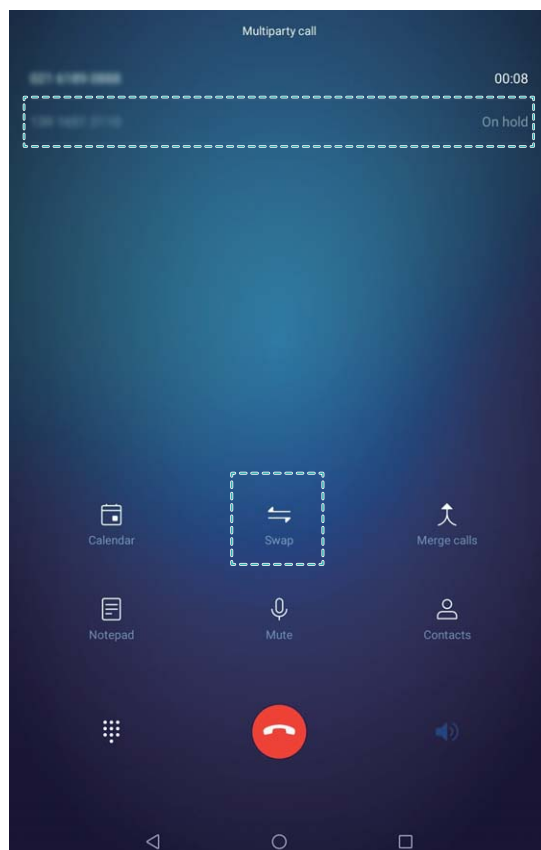 Multiparty call
00:08
On hold
Calendar
Swap
Merge calls
Notepad
Mute
Contacts